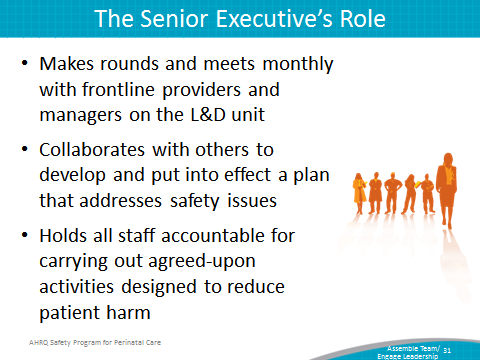 The Senior Executive's Role
• Makes rounds and meets monthly
with frontline providers and
managers on the L&D unit
• Collaborates with others to
develop and put into effect a plan
that addresses safety issues
• Holds all staff accountable for
carrying out agreed-upon
activities designed to reduce
patient harm
AHRQ Safety Program for Perinatal Care
Assemble Team/
Engage Leadership
31